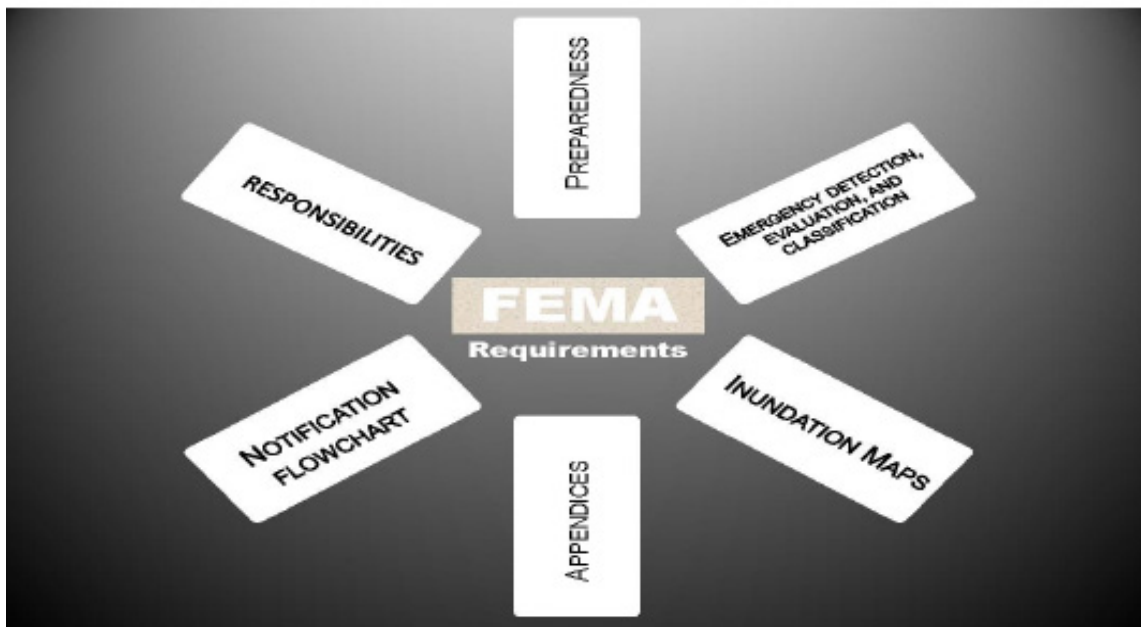 PREPAREDNESS
RESPONSIBILITIES
EMERGENCY DETECTION,
EVALUATION, AND
CLASSIFICATION
FEMA
Requirements
NOTIFICATION
FLOWCHART
INUNDATION MAPS
APPENDICES